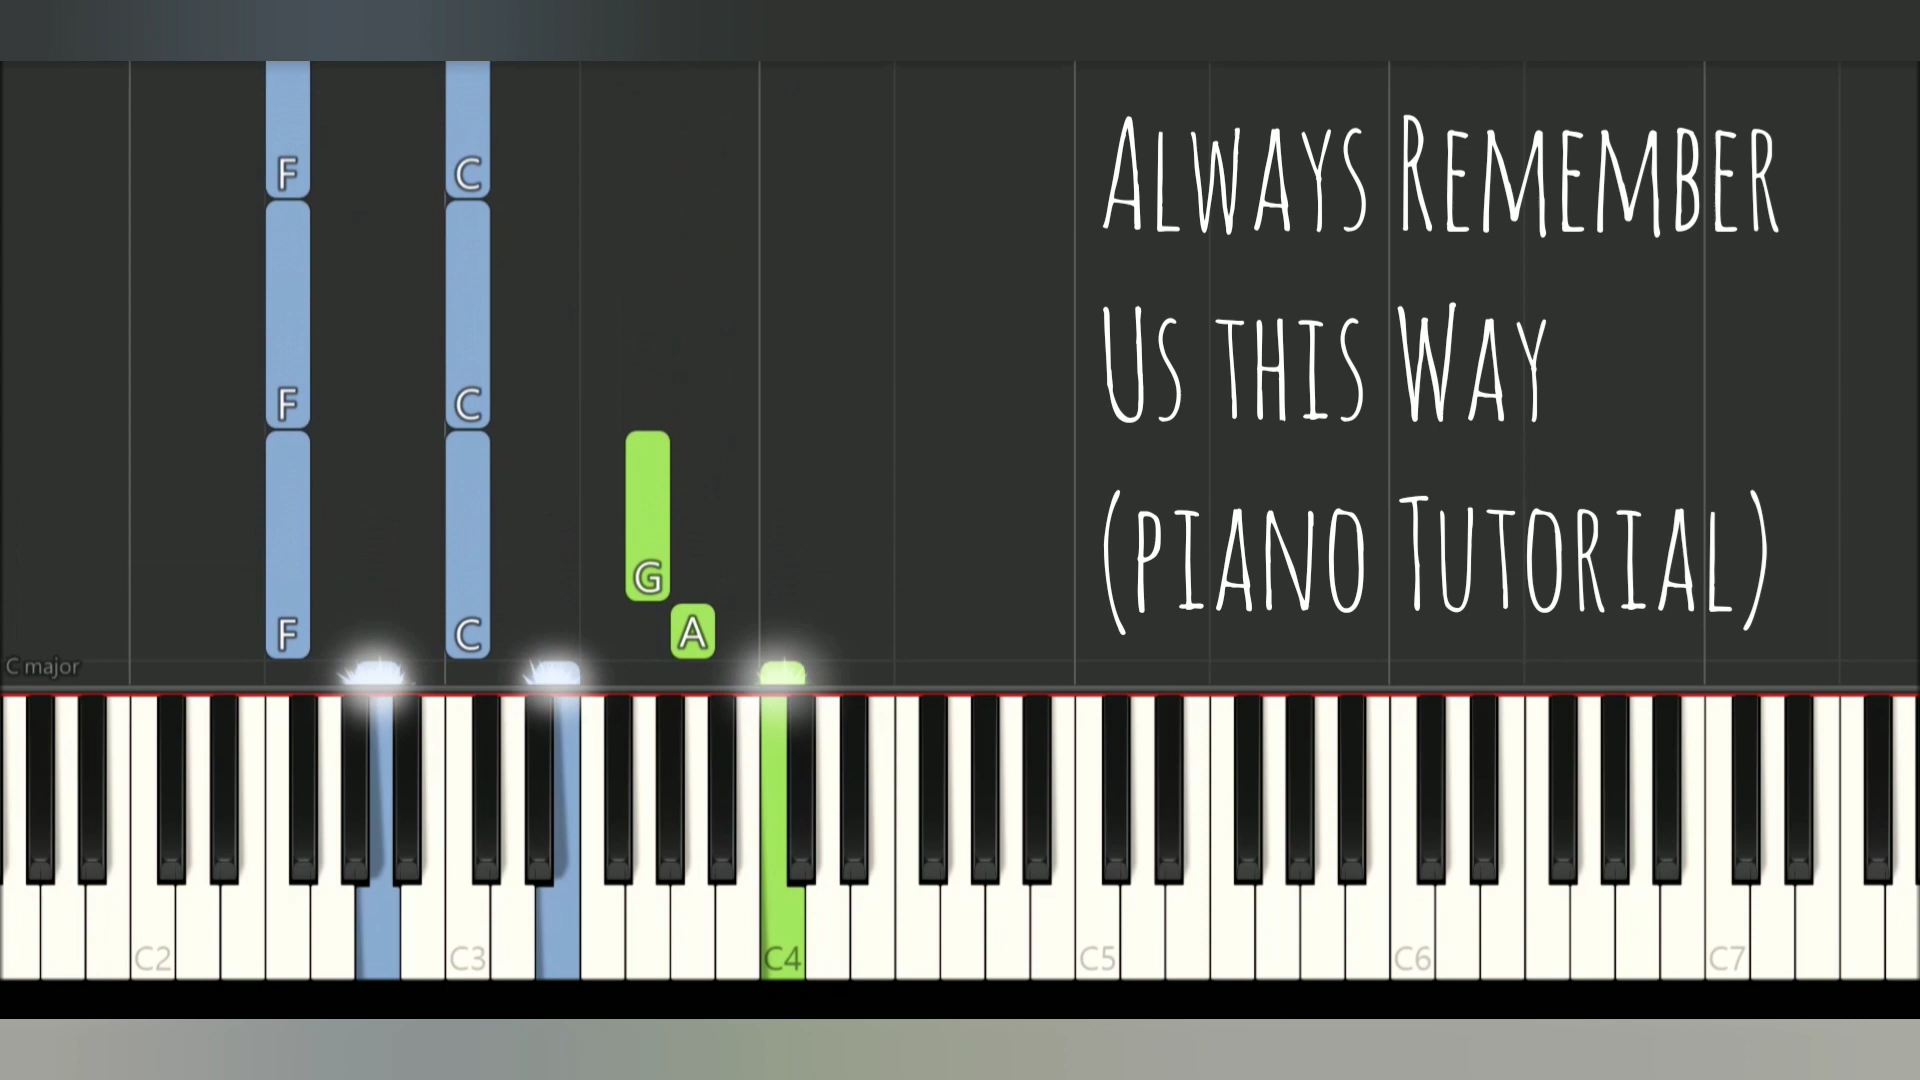 Always Remember
F C
Us this Way
F C
(piano Tutorial)
G
F C A
C major
C2 C3 C4 C5 C6 C7